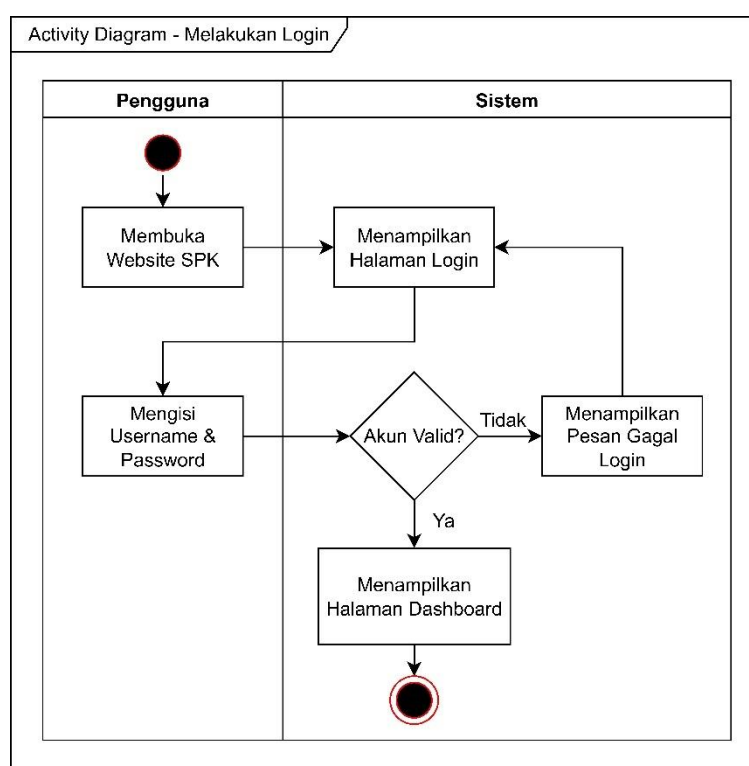 Activity Diagram - Melakukan Login
Pengguna
Sistem
Membuka
Website SPK
Menampilkan
Halaman Login
Mengisi
Username &
Password
Akun Valid?
Tidak
Menampilkan
Pesan Gagal
Login
Ya
Menampilkan
Halaman Dashboard